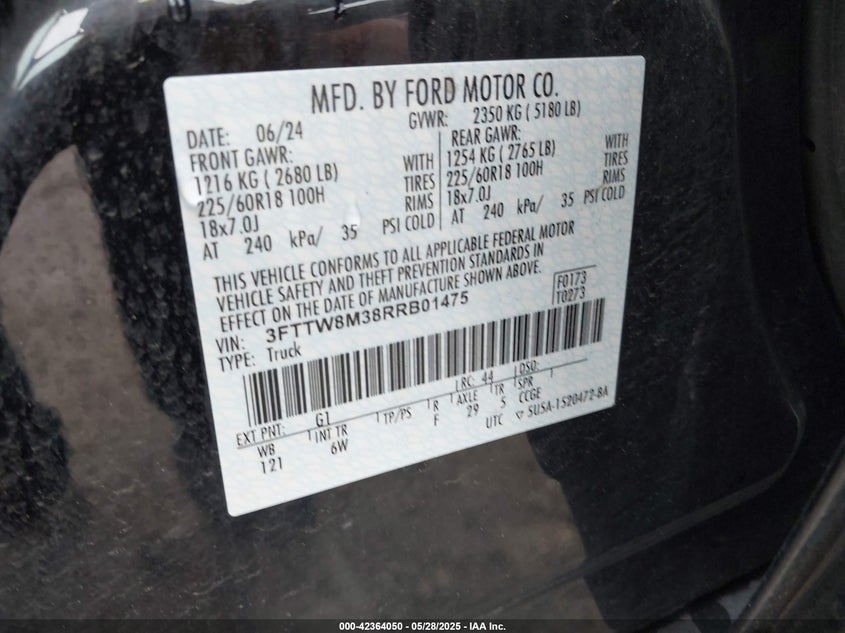 MFD. BY FORD MOTOR CO.
DATE: 06/24
GVWR: 2350 KG ( 5180 LB)
FRONT GAWR:
1216 KG ( 2680 LB) WITH
225/60R18 100H TIRES
18x7.0J RIMS
AT 240 kPa/ 35 PSI COLD
REAR GAWR: WITH
1254 KG ( 2765 LB) TIRES
225/60R18 100H RIMS
18x7.0J
AT 240 kPa/ 35 PSI COLD
THIS VEHICLE CONFORMS TO ALL APPLICABLE FEDERAL MOTOR
VEHICLE SAFETY AND THEFT PREVENTION STANDARDS IN
EFFECT ON THE DATE OF MANUFACTURE SHOWN ABOVE.
F0173
T0273
VIN: 3FTTW8M38RRB01475
TYPE: Truck
LRC: 44 DSO:
EXT PNT: G1
WB INT TR TP/PS R AXLE TR SPR
121 6W F 29 5 CCGE
UTC ▽ SU5A-1520472-BA
000-42364050 - 05/28/2025 - IAA Inc.